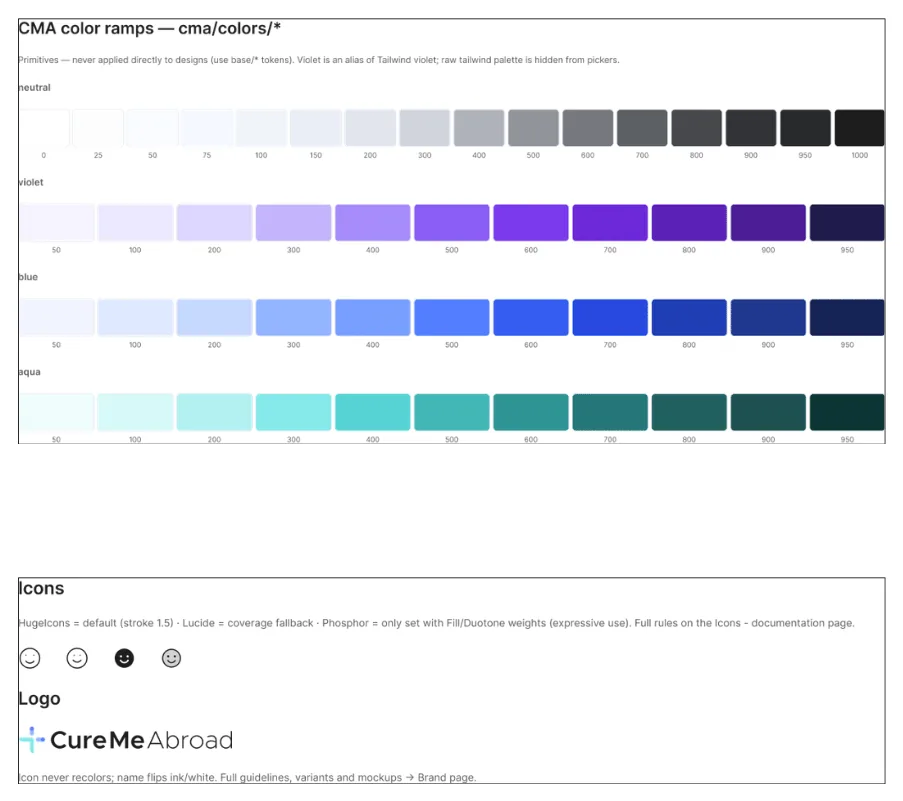 CMA color ramps — cma/colors/*
Primitives — never applied directly to designs (use base/* tokens). Violet is an alias of Tailwind violet; raw tailwind palette is hidden from pickers.
neutral
0 25 50 75 100 150 200 300 400 500 600 700 800 900 950 1000
violet
50 100 200 300 400 500 600 700 800 900 950
blue
50 100 200 300 400 500 600 700 800 900 950
aqua
50 100 200 300 400 500 600 700 800 900 950
Icons
HugeIcons = default (stroke 1.5) · Lucide = coverage fallback · Phosphor = only set with Fill/Duotone weights (expressive use). Full rules on the Icons - documentation page.
Logo
CureMeAbroad
Icon never recolors; name flips ink/white. Full guidelines, variants and mockups → Brand page.